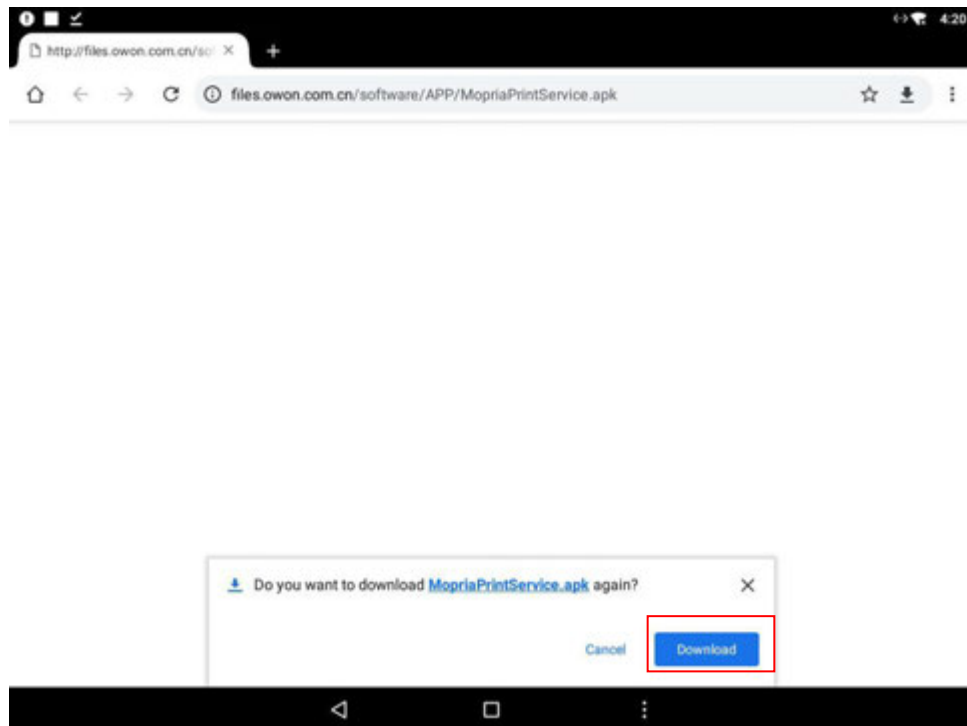 4:20
http://files.owon.com.cn/so
files.owon.com.cn/software/APP/MopriaPrintService.apk
Do you want to download MopriaPrintService.apk again?
Cancel Download